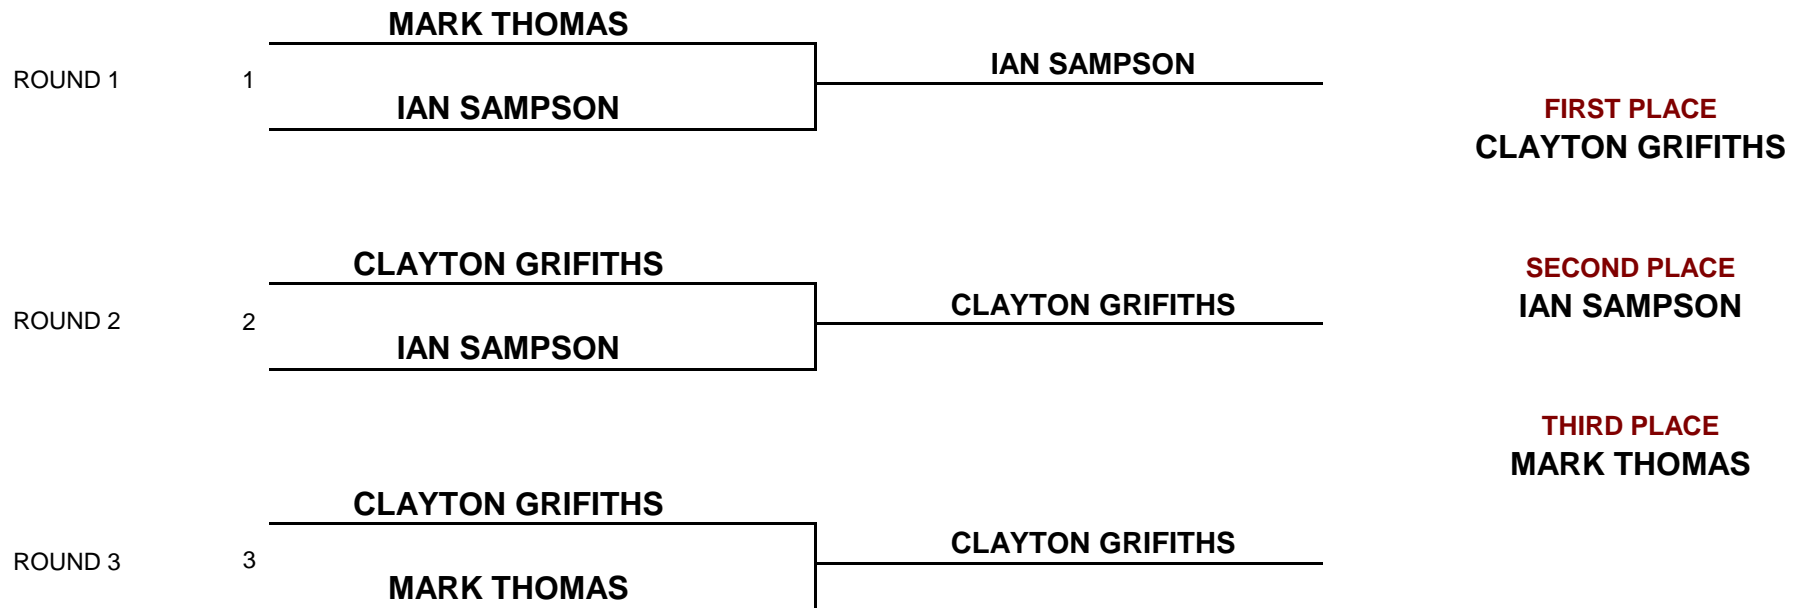 MARK THOMAS
ROUND 1 1 IAN SAMPSON
IAN SAMPSON
FIRST PLACE
CLAYTON GRIFITHS
CLAYTON GRIFITHS
SECOND PLACE
ROUND 2 2 CLAYTON GRIFITHS
IAN SAMPSON
IAN SAMPSON
THIRD PLACE
MARK THOMAS
CLAYTON GRIFITHS
ROUND 3 3 CLAYTON GRIFITHS
MARK THOMAS